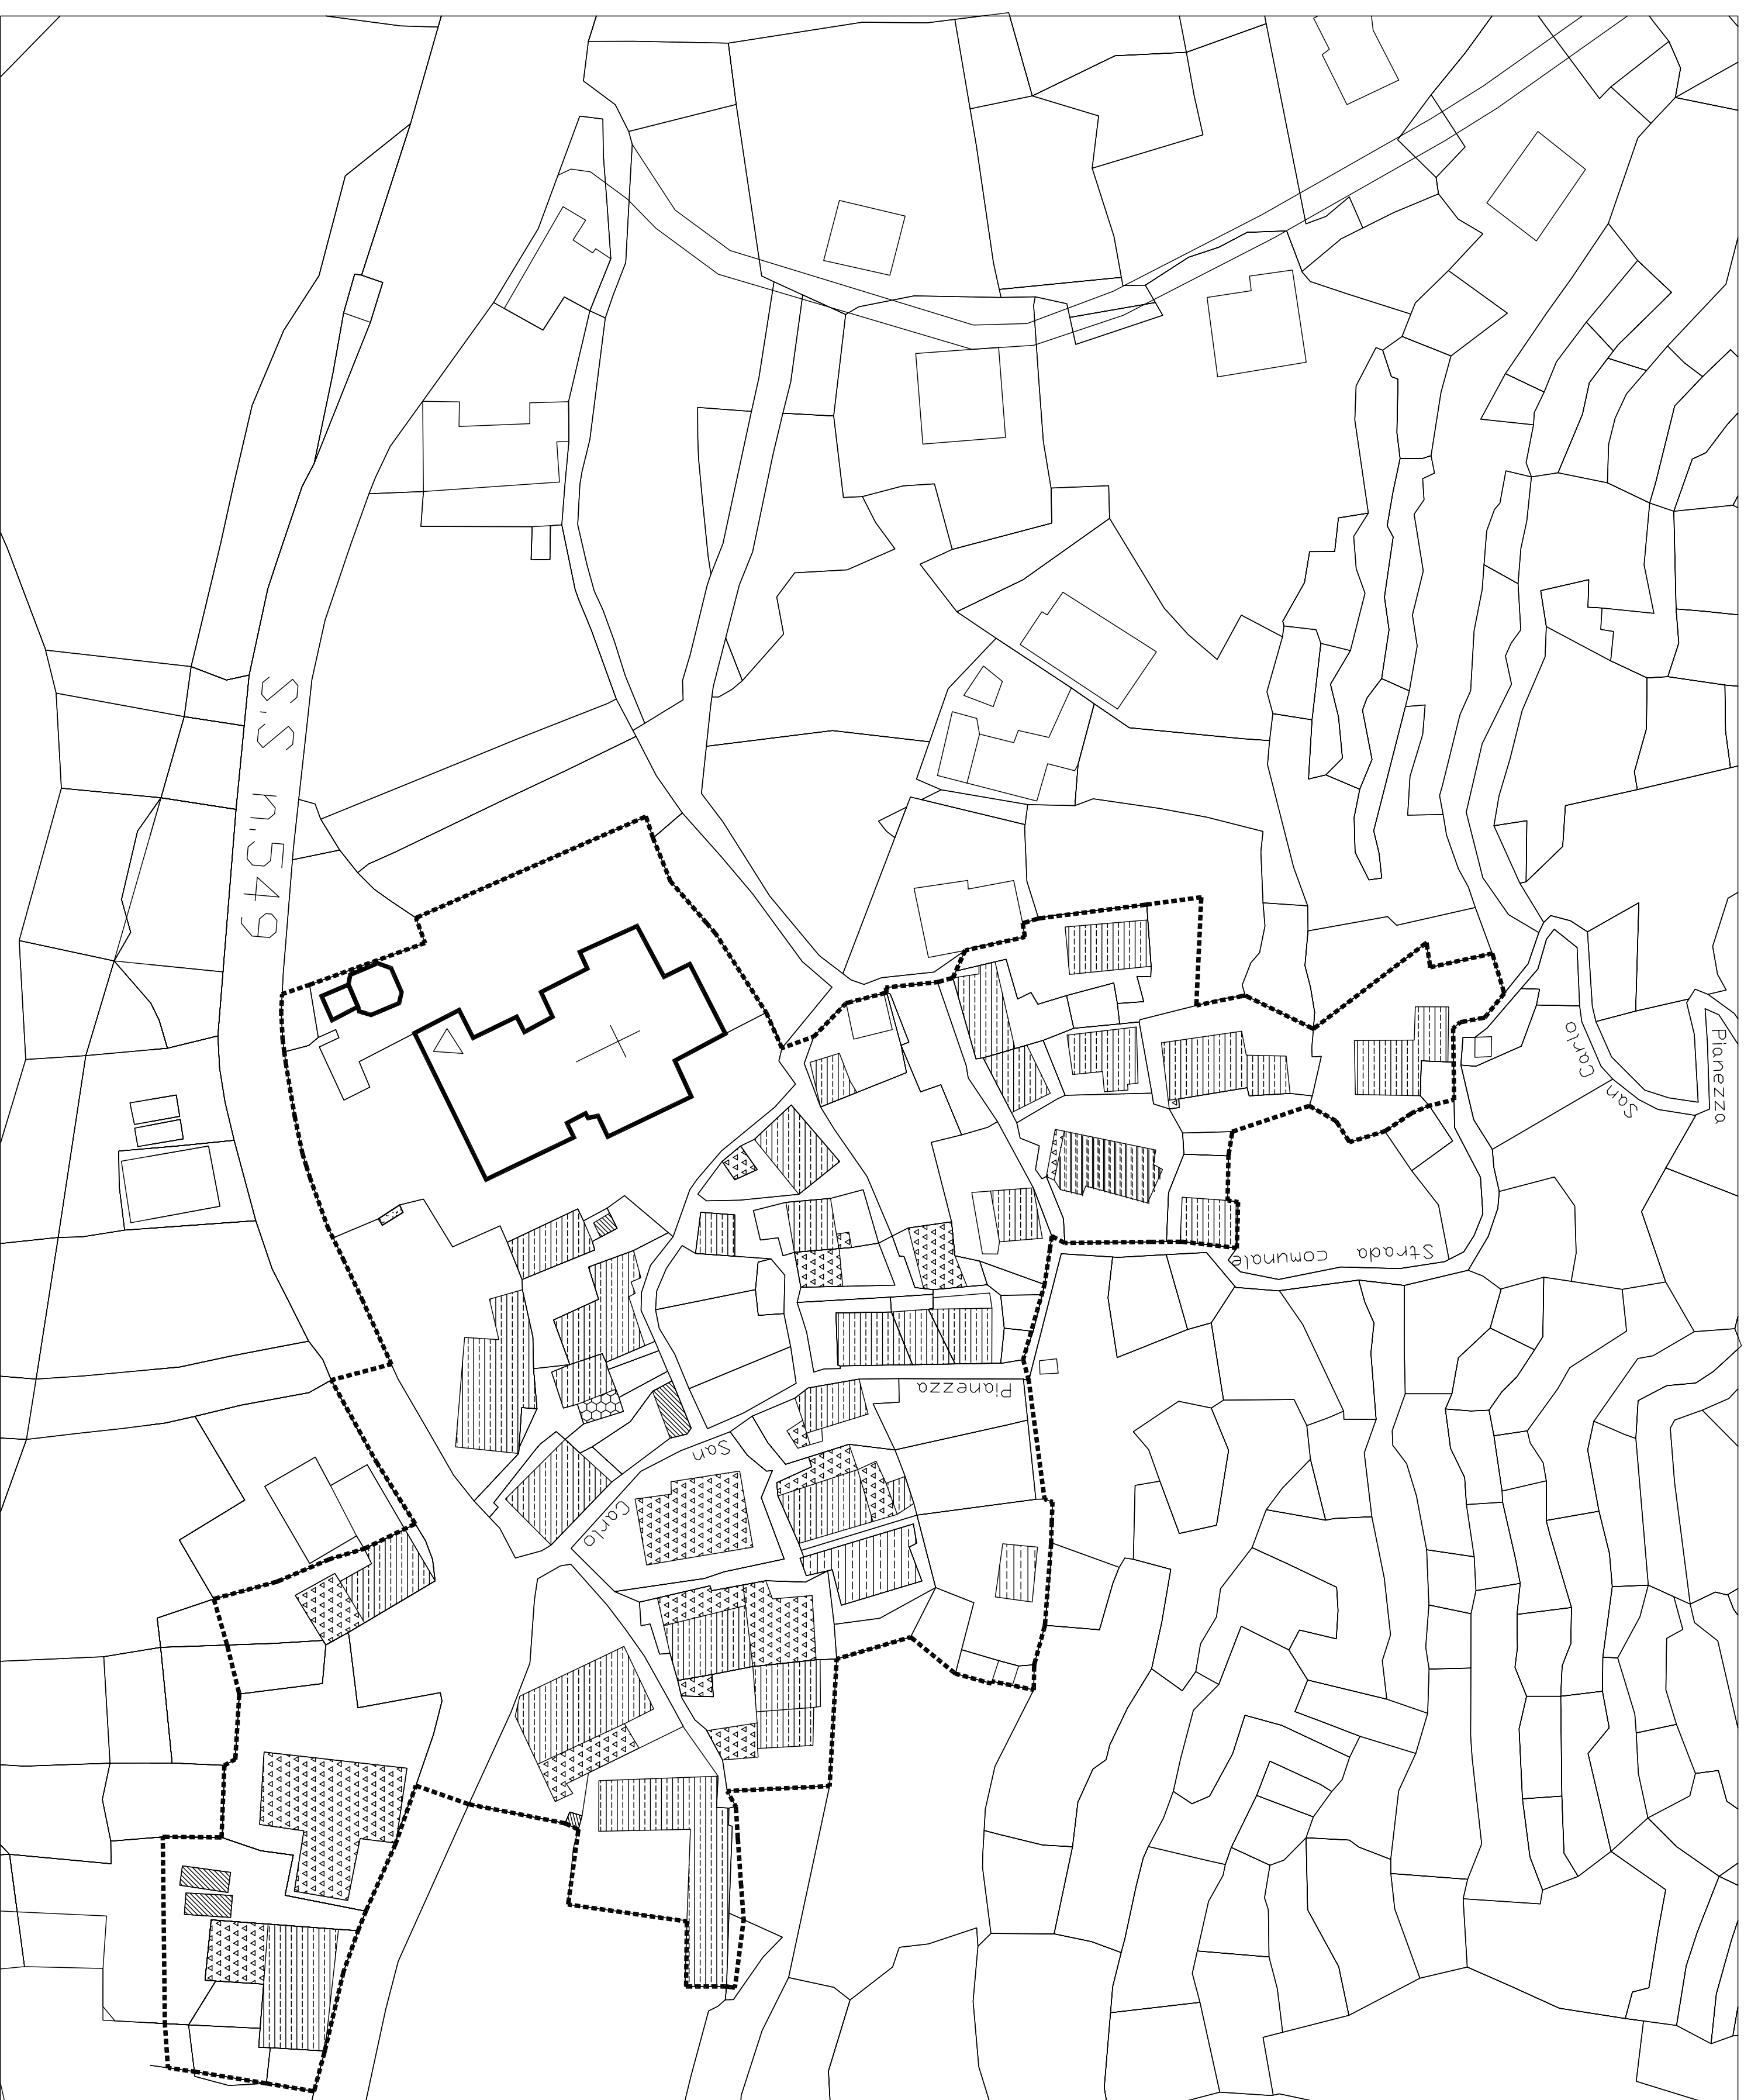 S.S n.549
San Carlo
Pianezza
Strada comunale
Pianezza
San
Carlo